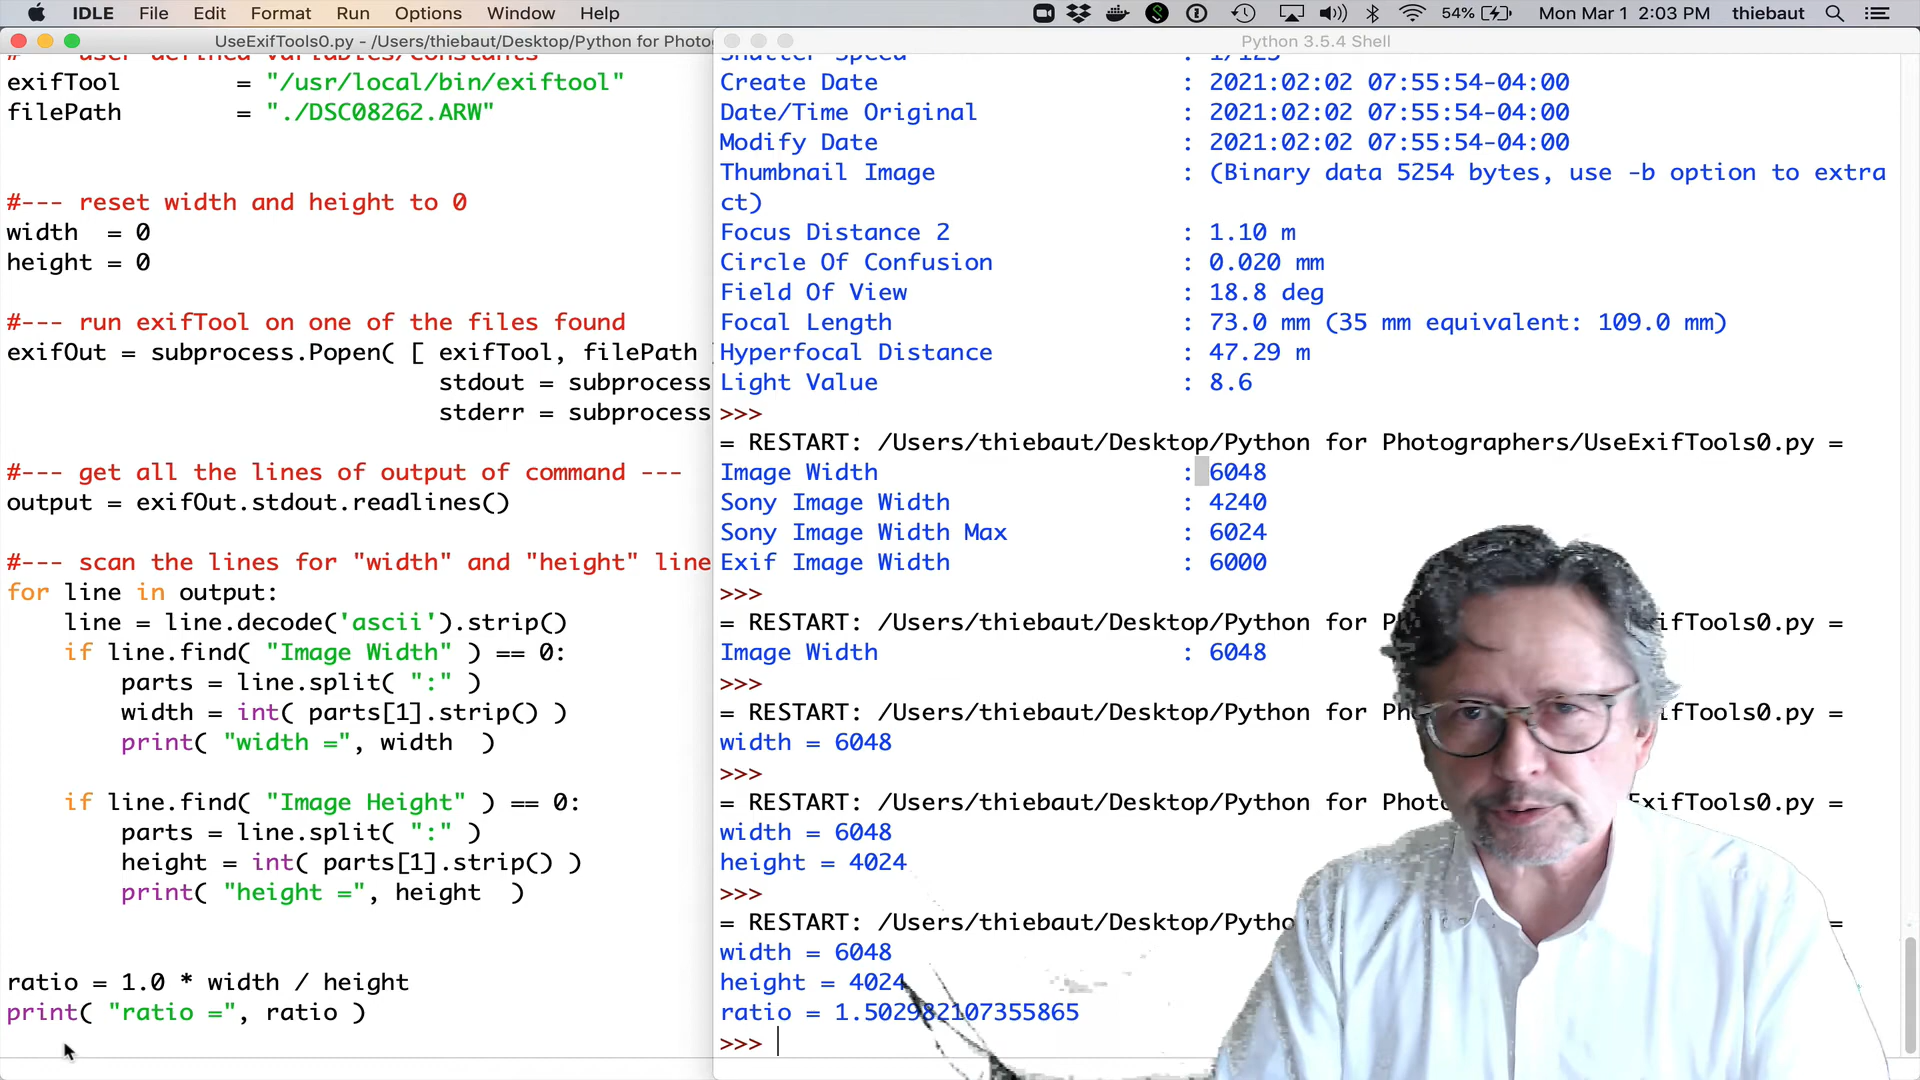 IDLE File Edit Format Run Options Window Help 54% Mon Mar 1 2:03 PM thiebaut
UseExifTools0.py - /Users/thiebaut/Desktop/Python for Photo
exifTool = "/usr/local/bin/exiftool"
filePath = "./DSC08262.ARW"
#--- reset width and height to 0
width = 0
height = 0
#--- run exifTool on one of the files found
exifOut = subprocess.Popen( [ exifTool, filePath
stdout = subprocess
stderr = subprocess
#--- get all the lines of output of command ---
output = exifOut.stdout.readlines()
#--- scan the lines for "width" and "height" line
for line in output:
line = line.decode('ascii').strip()
if line.find( "Image Width" ) == 0:
parts = line.split( ":" )
width = int( parts[1].strip() )
print( "width =", width )
if line.find( "Image Height" ) == 0:
parts = line.split( ":" )
height = int( parts[1].strip() )
print( "height =", height )
ratio = 1.0 * width / height
print( "ratio =", ratio )
Python 3.5.4 Shell
Shutter Speed : 1/125
Create Date : 2021:02:02 07:55:54-04:00
Date/Time Original : 2021:02:02 07:55:54-04:00
Modify Date : 2021:02:02 07:55:54-04:00
Thumbnail Image : (Binary data 5254 bytes, use -b option to extra
ct)
Focus Distance 2 : 1.10 m
Circle Of Confusion : 0.020 mm
Field Of View : 18.8 deg
Focal Length : 73.0 mm (35 mm equivalent: 109.0 mm)
Hyperfocal Distance : 47.29 m
Light Value : 8.6
>>>
= RESTART: /Users/thiebaut/Desktop/Python for Photographers/UseExifTools0.py =
Image Width : 6048
Sony Image Width : 4240
Sony Image Width Max : 6024
Exif Image Width : 6000
>>>
= RESTART: /Users/thiebaut/Desktop/Python for Ph ifTools0.py =
Image Width : 6048
>>>
= RESTART: /Users/thiebaut/Desktop/Python for Ph ifTools0.py =
width = 6048
>>>
= RESTART: /Users/thiebaut/Desktop/Python for Photo ExifTools0.py =
width = 6048
height = 4024
>>>
= RESTART: /Users/thiebaut/Desktop/Pytho =
width = 6048
height = 4024
ratio = 1.502982107355865
>>>